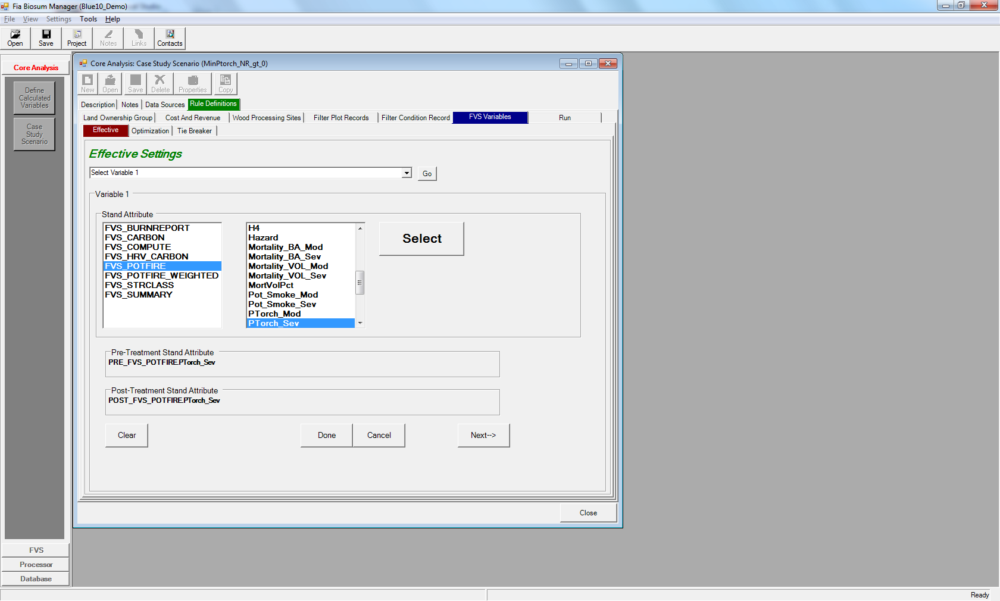 Fia Biosum Manager (Blue10_Demo)
File View Settings Tools Help
Open Save Project Notes Links Contacts
Core Analysis
Define
Calculated
Variables
Case
Study
Scenario
Core Analysis: Case Study Scenario (MinPtorch_NR_gt_0)
New Open Save Delete Properties Copy
Description Notes Data Sources Rule Definitions
Land Ownership Group Cost And Revenue Wood Processing Sites Filter Plot Records Filter Condition Record FVS Variables Run
Effective Optimization Tie Breaker
Effective Settings
Select Variable 1
Go
Variable 1
Stand Attribute
FVS_BURNREPORT
FVS_CARBON
FVS_COMPUTE
FVS_HRV_CARBON
FVS_POTFIRE
FVS_POTFIRE_WEIGHTED
FVS_STRCLASS
FVS_SUMMARY
H4
Hazard
Mortality_BA_Mod
Mortality_BA_Sev
Mortality_VOL_Mod
Mortality_VOL_Sev
MortVolPct
Pot_Smoke_Mod
Pot_Smoke_Sev
PTorch_Mod
PTorch_Sev
Select
Pre-Treatment Stand Attribute
PRE_FVS_POTFIRE.PTorch_Sev
Post-Treatment Stand Attribute
POST_FVS_POTFIRE.PTorch_Sev
Clear Done Cancel Next-->
Close
FVS
Processor
Database
Ready